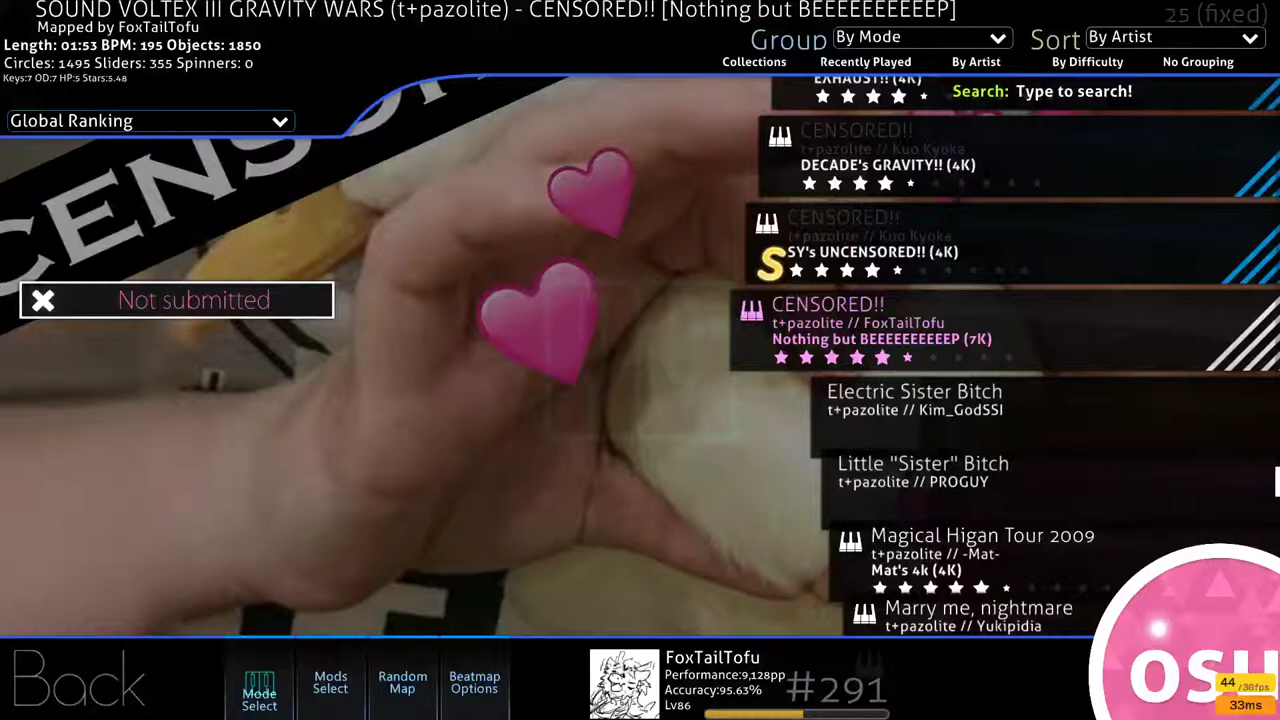 SOUND VOLTEX III GRAVITY WARS (t+pazolite) - CENSORED!! [Nothing but BEEEEEEEEEEP]
Mapped by FoxTailTofu
Length: 01:53 BPM: 195 Objects: 1850
Circles: 1495 Sliders: 355 Spinners: 0
Keys:7 OD:7 HP:5 Stars:5.48
25 (fixed)
Group By Mode
Sort By Artist
Collections
Recently Played
By Artist
By Difficulty
No Grouping
Global Ranking
Search: Type to search!
EXHAUST!! (4K)
CENSORED!!
t+pazolite // Kuo Kyoka
DECADE's GRAVITY!! (4K)
CENSORED!!
t+pazolite // Kuo Kyoka
S
SY's UNCENSORED!! (4K)
CENSORED!!
t+pazolite // FoxTailTofu
Nothing but BEEEEEEEEEEP (7K)
Electric Sister Bitch
t+pazolite // Kim_GodSSI
Little "Sister" Bitch
t+pazolite // PROGUY
Magical Higan Tour 2009
t+pazolite // -Mat-
Mat's 4k (4K)
Marry me, nightmare
t+pazolite // Yukipidia
Not submitted
Back
Mode
Select
Mods
Select
Random
Map
Beatmap
Options
FoxTailTofu
Performance:9,128pp
Accuracy:95.63%
Lv86
#291
44 /30fps
33ms